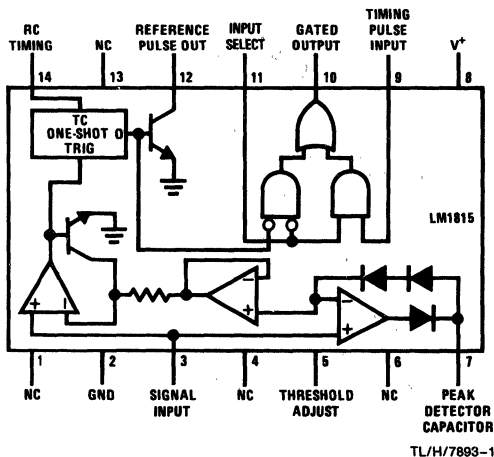 RC
TIMING
NC
REFERENCE
PULSE OUT
INPUT
SELECT
GATED
OUTPUT
TIMING
PULSE
INPUT
V+
14
13
12
11
10
9
8
TC
ONE-SHOT Q
TRIG
LM1815
+ −
−
+
−
+
1
2
3
4
5
6
7
NC
GND
SIGNAL
INPUT
NC
THRESHOLD
ADJUST
NC
PEAK
DETECTOR
CAPACITOR
TL/H/7893–1